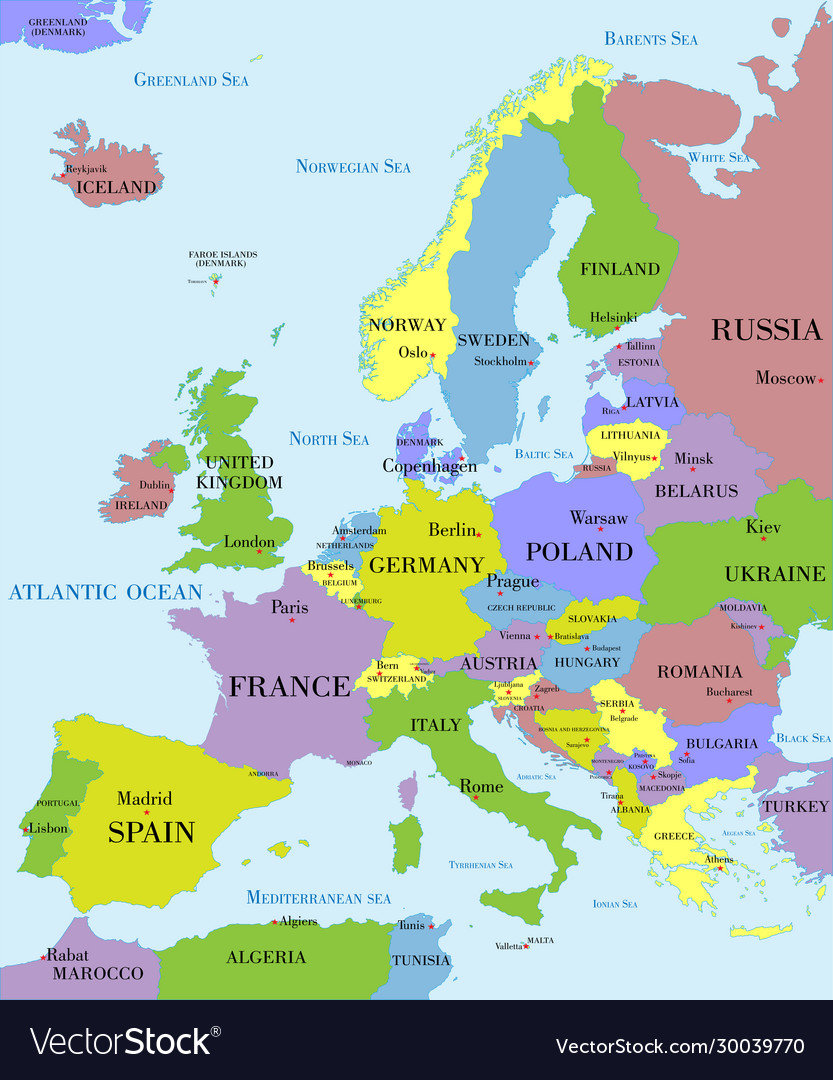 GREENLAND
(DENMARK)
BARENTS SEA
GREENLAND SEA
WHITE SEA
NORWEGIAN SEA
Reykjavik
ICELAND
FAROE ISLANDS
(DENMARK)
FINLAND
Helsinki
NORWAY
Oslo
SWEDEN
Stockholm
RUSSIA
Tallinn
ESTONIA
Moscow
RIGA
LATVIA
NORTH SEA
DENMARK
Copenhagen
BALTIC SEA
LITHUANIA
Vilnyus
RUSSIA
Minsk
BELARUS
UNITED
KINGDOM
Dublin
IRELAND
London
Amsterdam
NETHERLANDS
Berlin
GERMANY
Warsaw
POLAND
Kiev
UKRAINE
Brussels
BELGIUM
LUXEMBURG
ATLANTIC OCEAN
Paris
FRANCE
Prague
CZECH REPUBLIC
SLOVAKIA
Vienna
Bratislava
Budapest
AUSTRIA
HUNGARY
MOLDAVIA
Kishinev
Bern
SWITZERLAND
Vaduz
ROMANIA
Bucharest
Ljubljana
SLOVENIA
Zagreb
CROATIA
SERBIA
Belgrade
ITALY
BOSNIA AND HERZEGOVINA
Sarajevo
BULGARIA
Sofia
BLACK SEA
MONTENEGRO
KOSOVO
Skopje
MACEDONIA
MONACO
ANDORRA
ADRIATIC SEA
Rome
Tirana
ALBANIA
PORTUGAL
Lisbon
Madrid
SPAIN
TURKEY
GREECE
AEGEAN SEA
Athens
TYRRHENIAN SEA
IONIAN SEA
MEDITERRANEAN SEA
Algiers
Tunis
Valletta
MALTA
Rabat
MAROCCO
ALGERIA
TUNISIA
VectorStock®
VectorStock.com/30039770